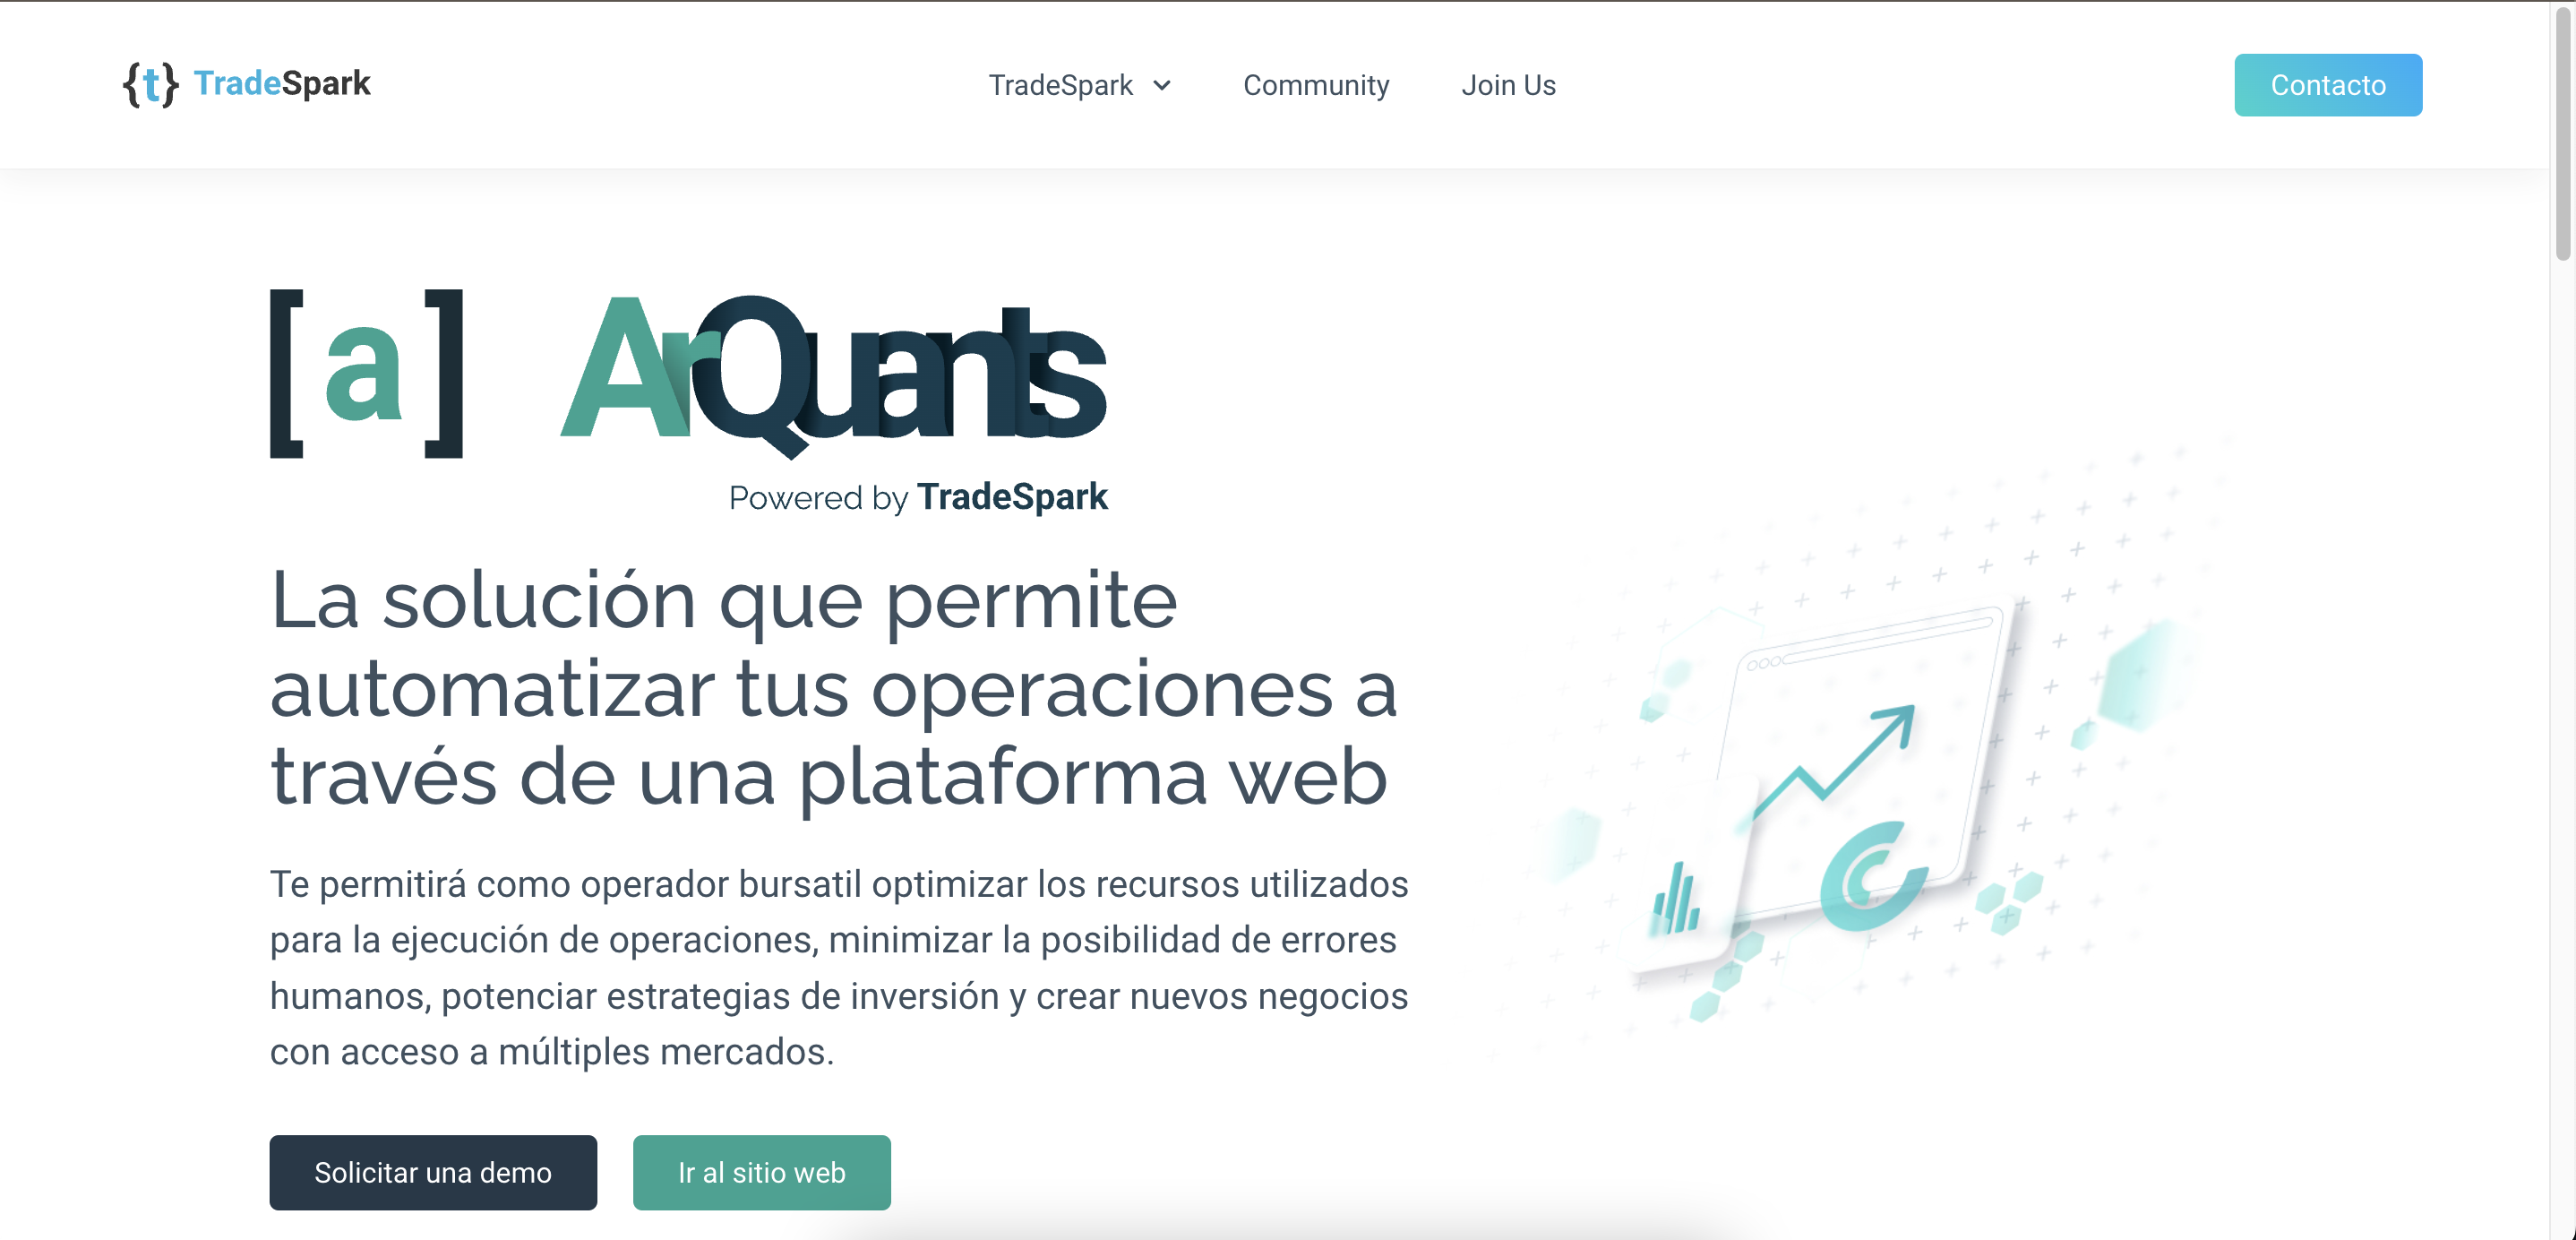 {t} TradeSpark
TradeSpark
Community
Join Us
Contacto
[a] ArQuants
Powered by TradeSpark
La solución que permite
automatizar tus operaciones a
través de una plataforma web
Te permitirá como operador bursatil optimizar los recursos utilizados
para la ejecución de operaciones, minimizar la posibilidad de errores
humanos, potenciar estrategias de inversión y crear nuevos negocios
con acceso a múltiples mercados.
Solicitar una demo
Ir al sitio web